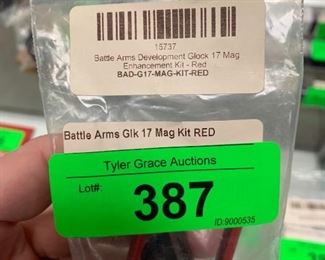 15737
Battle Arms Development Glock 17 Mag
Enhancement Kit - Red
BAD-G17-MAG-KIT-RED
Battle Arms Glk 17 Mag Kit RED
Tyler Grace Auctions
Lot#:
387
ID:9000535